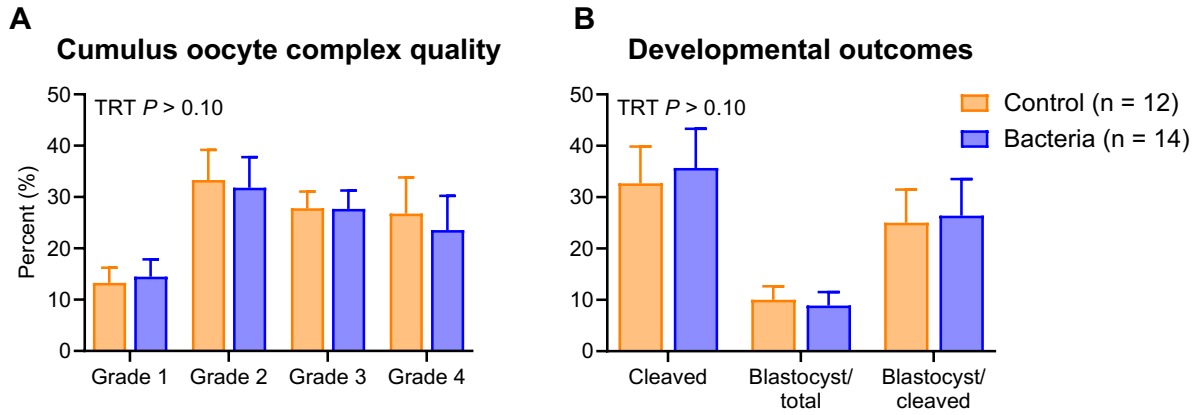 A
Cumulus oocyte complex quality
TRT P > 0.10
Percent (%)
50
40
30
20
10
0
Grade 1
Grade 2
Grade 3
Grade 4
B
Developmental outcomes
TRT P > 0.10
50
40
30
20
10
0
Cleaved
Blastocyst/
total
Blastocyst/
cleaved
Control (n = 12)
Bacteria (n = 14)